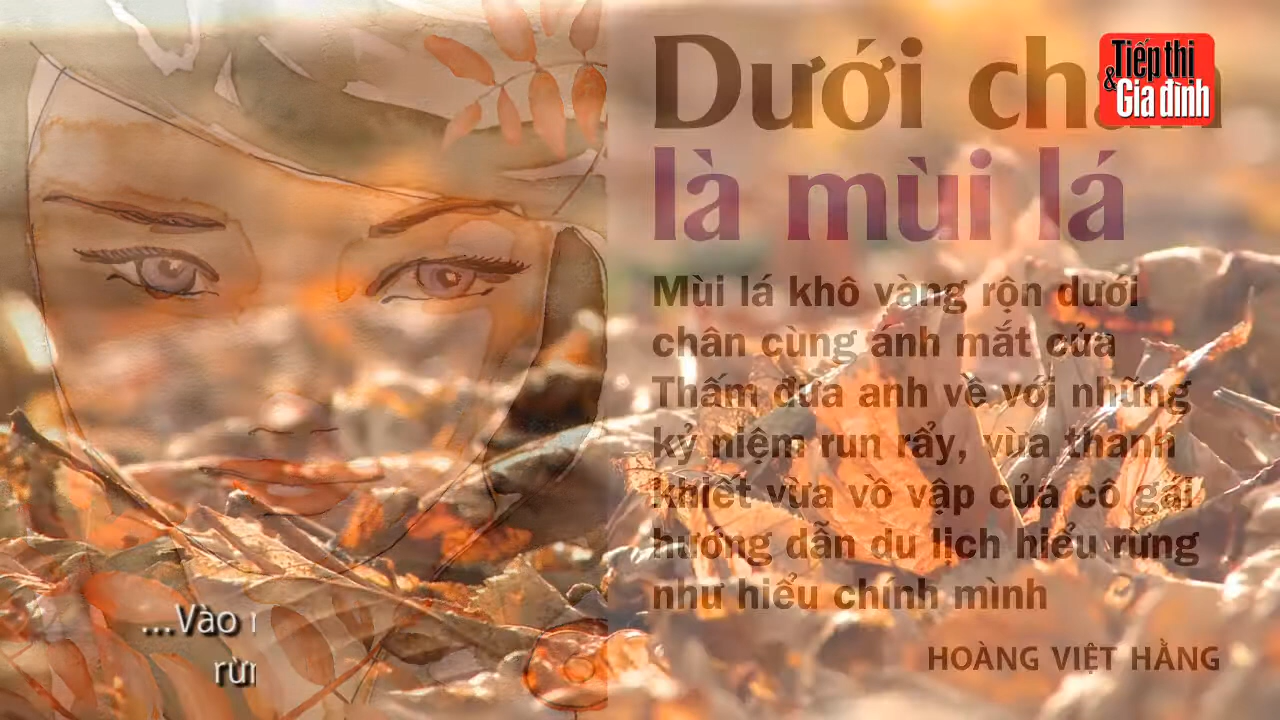 Dưới chân
là mùi lá
Tiếp thị
& Gia đình
Mùi lá khô vàng rộn dưới
chân cùng ánh mắt của
Thấm đừa anh về với những
kỷ niệm run rẩy, vừa thanh
khiết vừa vồ vập của cô gái
hướng dẫn du lịch hiểu rừng
như hiểu chính mình
HOÀNG VIỆT HẰNG
...Vào